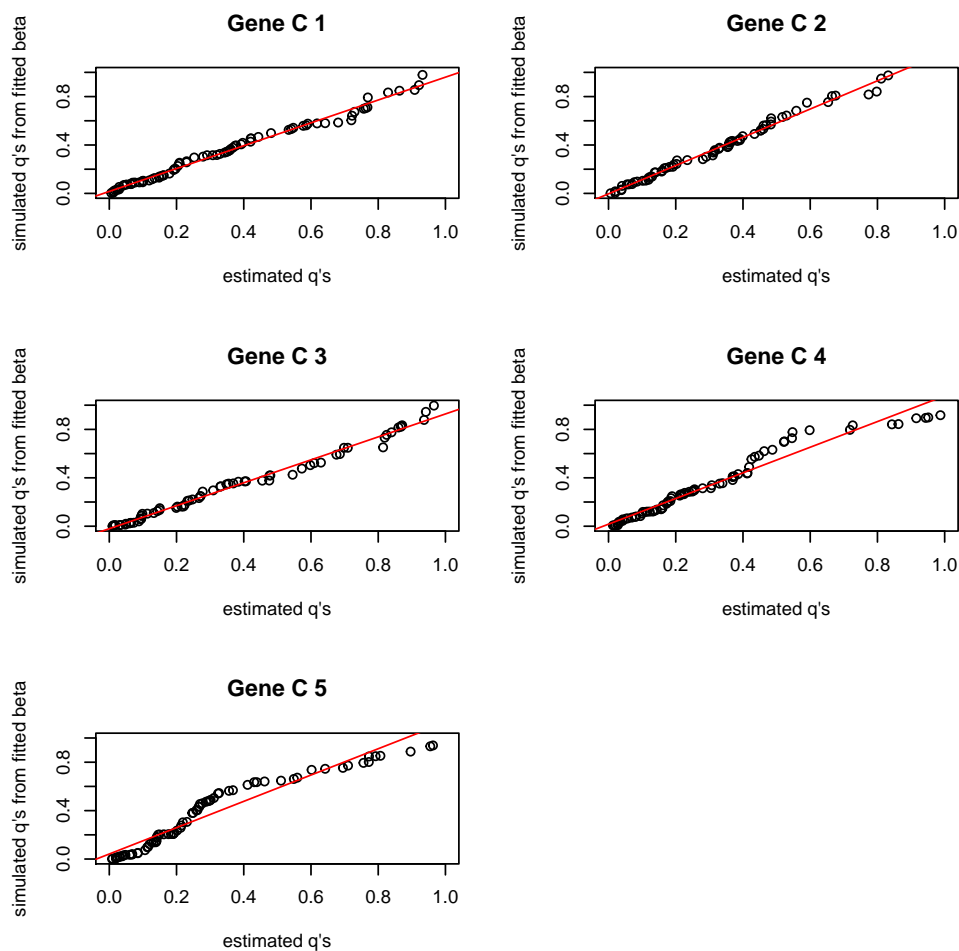 Gene C 1
simulated q's from fitted beta
0.0 0.4 0.8
0.0 0.2 0.4 0.6 0.8 1.0
estimated q's
Gene C 2
simulated q's from fitted beta
0.0 0.4 0.8
0.0 0.2 0.4 0.6 0.8 1.0
estimated q's
Gene C 3
simulated q's from fitted beta
0.0 0.4 0.8
0.0 0.2 0.4 0.6 0.8 1.0
estimated q's
Gene C 4
simulated q's from fitted beta
0.0 0.4 0.8
0.0 0.2 0.4 0.6 0.8 1.0
estimated q's
Gene C 5
simulated q's from fitted beta
0.0 0.4 0.8
0.0 0.2 0.4 0.6 0.8 1.0
estimated q's